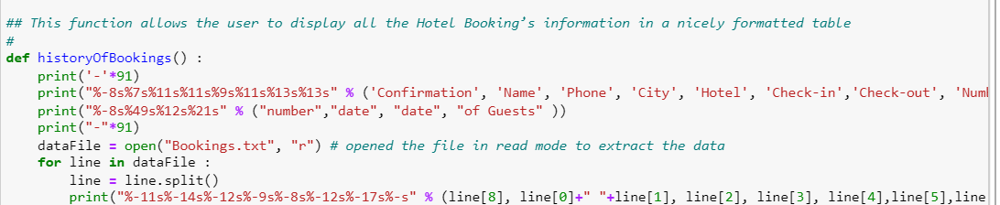 ## This function allows the user to display all the Hotel Booking’s information in a nicely formatted table
#
def historyOfBookings() :
    print('-'*91)
    print("%-8s%7s%11s%11s%9s%11s%13s%13s" % ('Confirmation', 'Name', 'Phone', 'City', 'Hotel', 'Check-in','Check-out', 'Numb
    print("%-8s%49s%12s%21s" % ("number","date", "date", "of Guests" ))
    print("-"*91)
    dataFile = open("Bookings.txt", "r") # opened the file in read mode to extract the data
    for line in dataFile :
        line = line.split()
        print("%-11s%-14s%-12s%-9s%-8s%-12s%-17s%-s" % (line[8], line[0]+" "+line[1], line[2], line[3], line[4],line[5],line